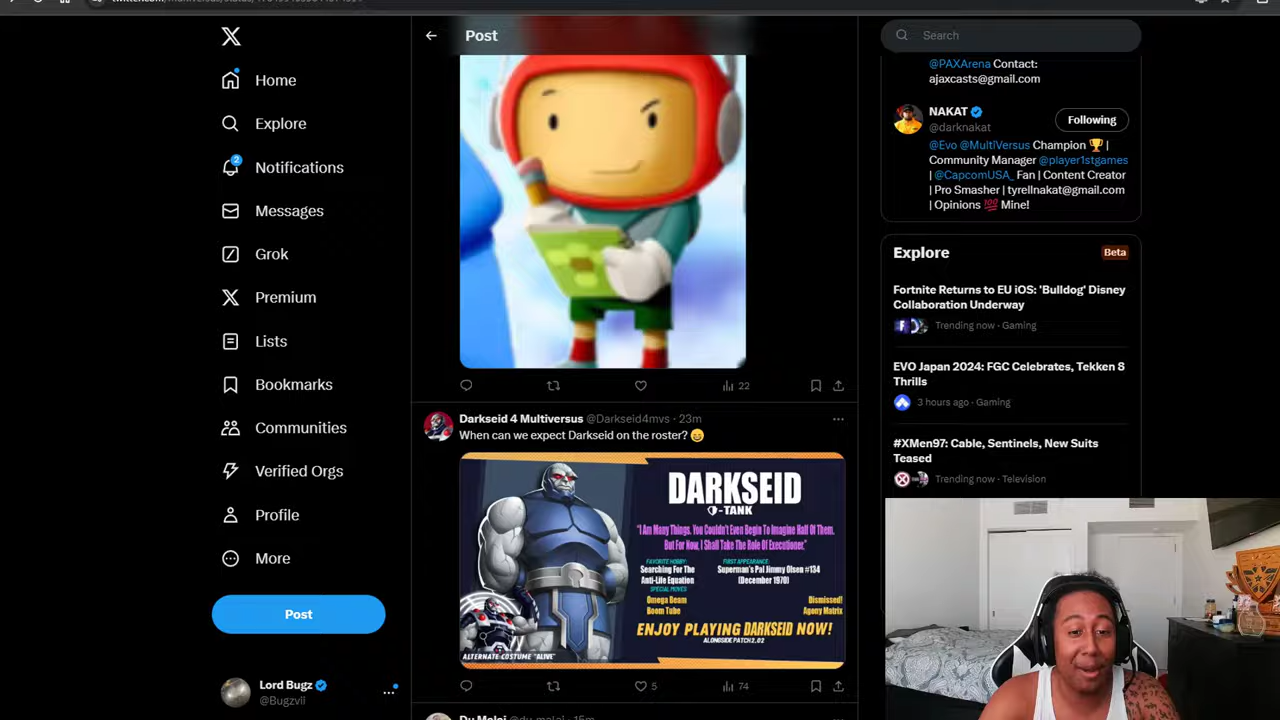 Post
Search
Home
Explore
2
Notifications
Messages
Grok
Premium
Lists
Bookmarks
Communities
Verified Orgs
Profile
More
Post
Lord Bugz
@Bugzvii
22
Darkseid 4 Multiversus @Darkseid4mvs · 23m
When can we expect Darkseid on the roster? 😄
DARKSEID
-TANK
"I Am Many Things. You Couldn't Even Begin To Imagine Half Of Them.
But For Now, I Shall Take The Role Of Executioner."
FAVORITE HOBBY:
Searching For The
Anti-Life Equation
FIRST APPEARANCE:
Superman's Pal Jimmy Olsen #134
(December 1970)
SPECIAL MOVES
Omega Beam
Boom Tube
Dismissed!
Agony Matrix
ENJOY PLAYING DARKSEID NOW!
ALONGSIDE PATCH 2.02
ALTERNATE COSTUME "ALIVE"
5
74
@PAXArena Contact:
ajaxcasts@gmail.com
NAKAT
@darknakat
Following
@Evo @MultiVersus Champion 🏆 |
Community Manager @player1stgames
| @CapcomUSA_ Fan | Content Creator
| Pro Smasher | tyrellnakat@gmail.com
| Opinions 💯 Mine!
Explore
Beta
Fortnite Returns to EU iOS: 'Bulldog' Disney
Collaboration Underway
Trending now · Gaming
EVO Japan 2024: FGC Celebrates, Tekken 8
Thrills
3 hours ago · Gaming
#XMen97: Cable, Sentinels, New Suits
Teased
Trending now · Television